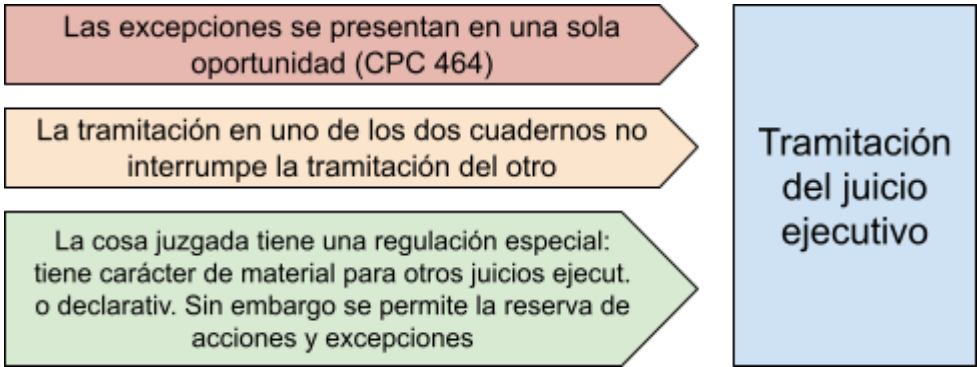 Las excepciones se presentan en una sola
oportunidad (CPC 464)
La tramitación en uno de los dos cuadernos no
interrumpe la tramitación del otro
La cosa juzgada tiene una regulación especial:
tiene carácter de material para otros juicios ejecut.
o declarativ. Sin embargo se permite la reserva de
acciones y excepciones
Tramitación
del juicio
ejecutivo